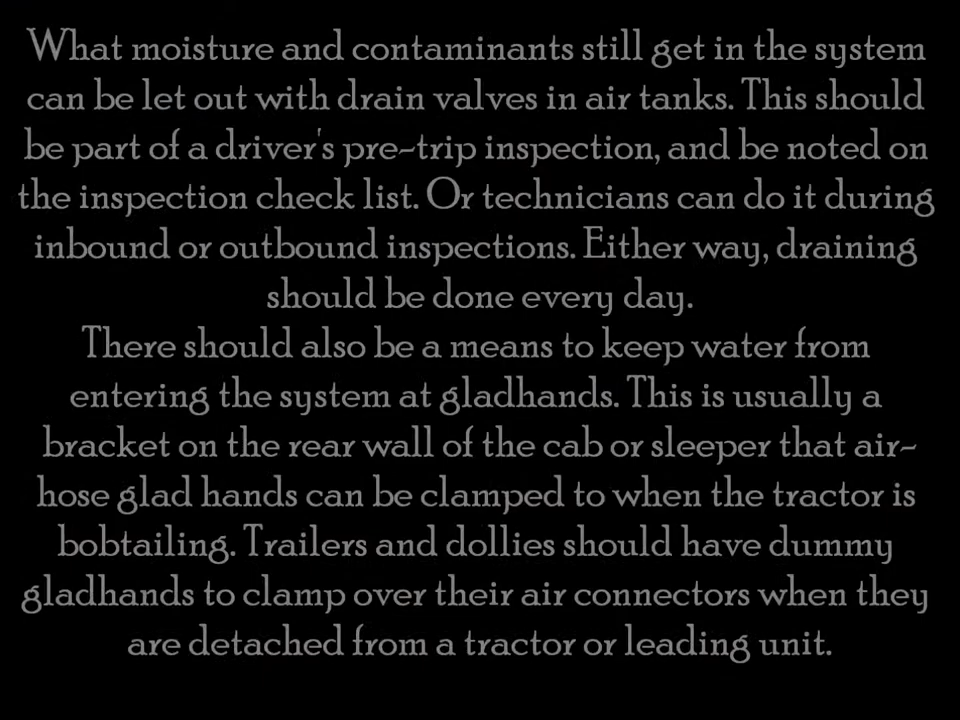 What moisture and contaminants still get in the system
can be let out with drain valves in air tanks. This should
be part of a driver's pre-trip inspection, and be noted on
the inspection check list. Or technicians can do it during
inbound or outbound inspections. Either way, draining
should be done every day.
There should also be a means to keep water from
entering the system at gladhands. This is usually a
bracket on the rear wall of the cab or sleeper that air-
hose glad hands can be clamped to when the tractor is
bobtailing. Trailers and dollies should have dummy
gladhands to clamp over their air connectors when they
are detached from a tractor or leading unit.